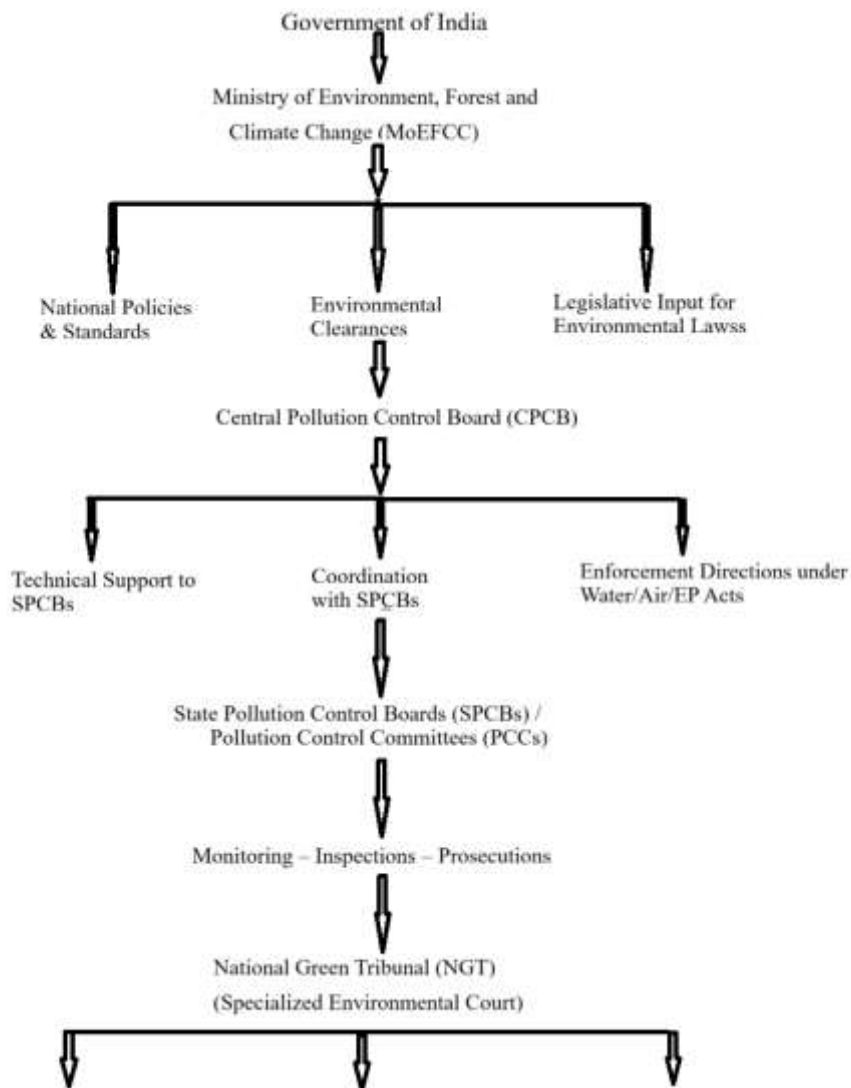 Government of India
Ministry of Environment, Forest and
Climate Change (MoEFCC)
National Policies
& Standards
Environmental
Clearances
Legislative Input for
Environmental Lawss
Central Pollution Control Board (CPCB)
Technical Support to
SPCBs
Coordination
with SPCBs
Enforcement Directions under
Water/Air/EP Acts
State Pollution Control Boards (SPCBs) /
Pollution Control Committees (PCCs)
Monitoring – Inspections – Prosecutions
National Green Tribunal (NGT)
(Specialized Environmental Court)